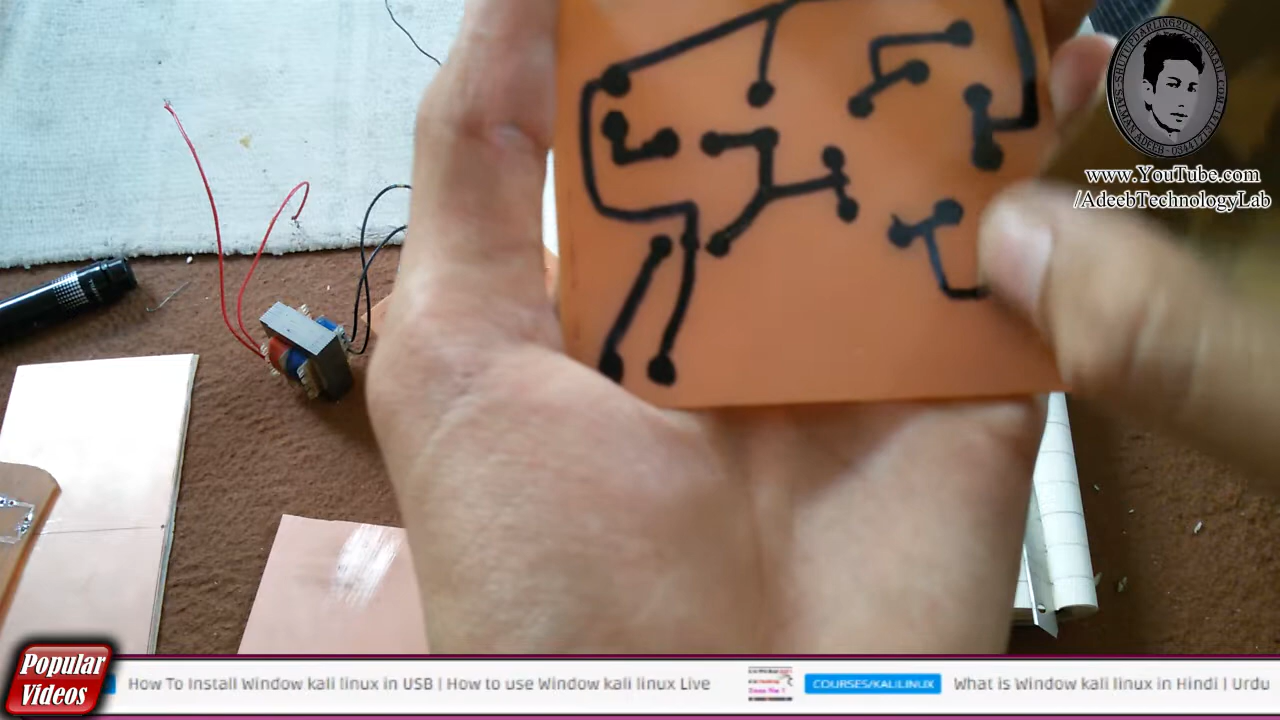 www.YouTube.com
/AdeebTechnologyLab
Popular
Videos
How To Install Window kali linux in USB | How to use Window kali linux Live
COURSES/KALILINUX
What is Window kali linux in Hindi Urdu